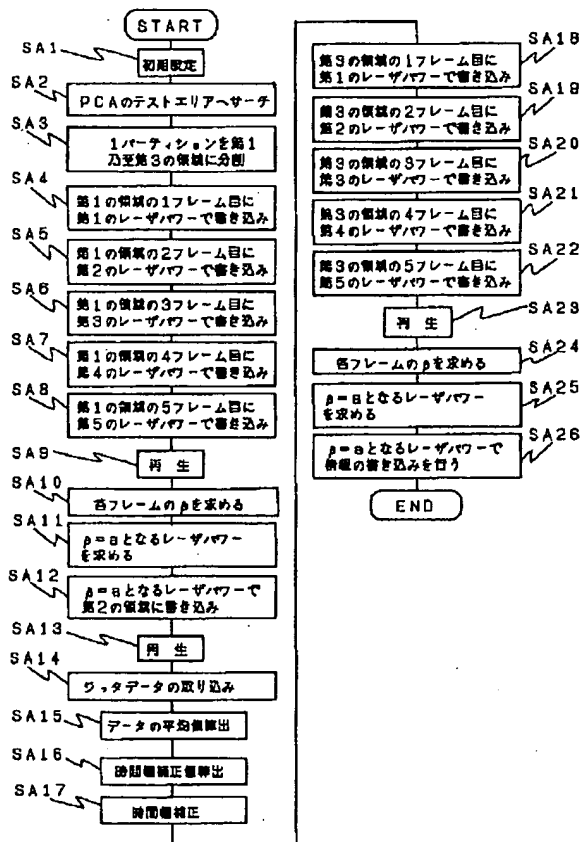 START
SA1
初期設定
SA2
PCAのテストエリアへサーチ
SA3
1パーティションを第1
乃至第3の領域に分割
SA4
第1の領域の1フレーム目に
第1のレーザパワーで書き込み
SA5
第1の領域の2フレーム目に
第2のレーザパワーで書き込み
SA6
第1の領域の3フレーム目に
第3のレーザパワーで書き込み
SA7
第1の領域の4フレーム目に
第4のレーザパワーで書き込み
SA8
第1の領域の5フレーム目に
第5のレーザパワーで書き込み
SA9
再 生
SA10
各フレームのβを求める
SA11
β=aとなるレーザパワー
を求める
SA12
β=aとなるレーザパワーで
第2の領域に書き込み
SA13
再 生
SA14
ジッタデータの取り込み
SA15
データの平均値算出
SA16
時間幅補正値算出
SA17
時間幅補正
SA18
第3の領域の1フレーム目に
第1のレーザパワーで書き込み
SA19
第3の領域の2フレーム目に
第2のレーザパワーで書き込み
SA20
第3の領域の3フレーム目に
第3のレーザパワーで書き込み
SA21
第3の領域の4フレーム目に
第4のレーザパワーで書き込み
SA22
第3の領域の5フレーム目に
第5のレーザパワーで書き込み
SA23
再 生
SA24
各フレームのβを求める
SA25
β=aとなるレーザパワー
を求める
SA26
β=aとなるレーザパワーで
情報の書き込みを行う
END